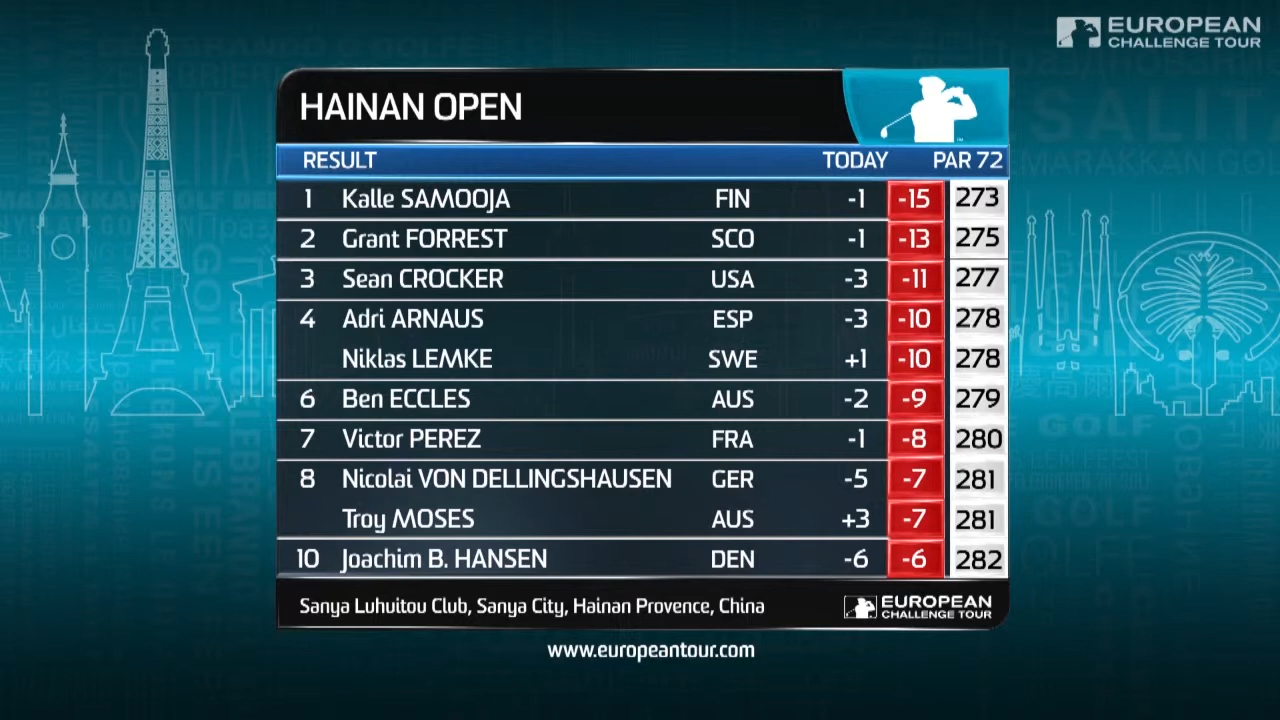 EUROPEAN
CHALLENGE TOUR
HAINAN OPEN
RESULT TODAY PAR 72
1 Kalle SAMOOJA FIN -1 -15 273
2 Grant FORREST SCO -1 -13 275
3 Sean CROCKER USA -3 -11 277
4 Adri ARNAUS ESP -3 -10 278
Niklas LEMKE SWE +1 -10 278
6 Ben ECCLES AUS -2 -9 279
7 Victor PEREZ FRA -1 -8 280
8 Nicolai VON DELLINGSHAUSEN GER -5 -7 281
Troy MOSES AUS +3 -7 281
10 Joachim B. HANSEN DEN -6 -6 282
Sanya Luhuitou Club, Sanya City, Hainan Provence, China
EUROPEAN
CHALLENGE TOUR
www.europeantour.com